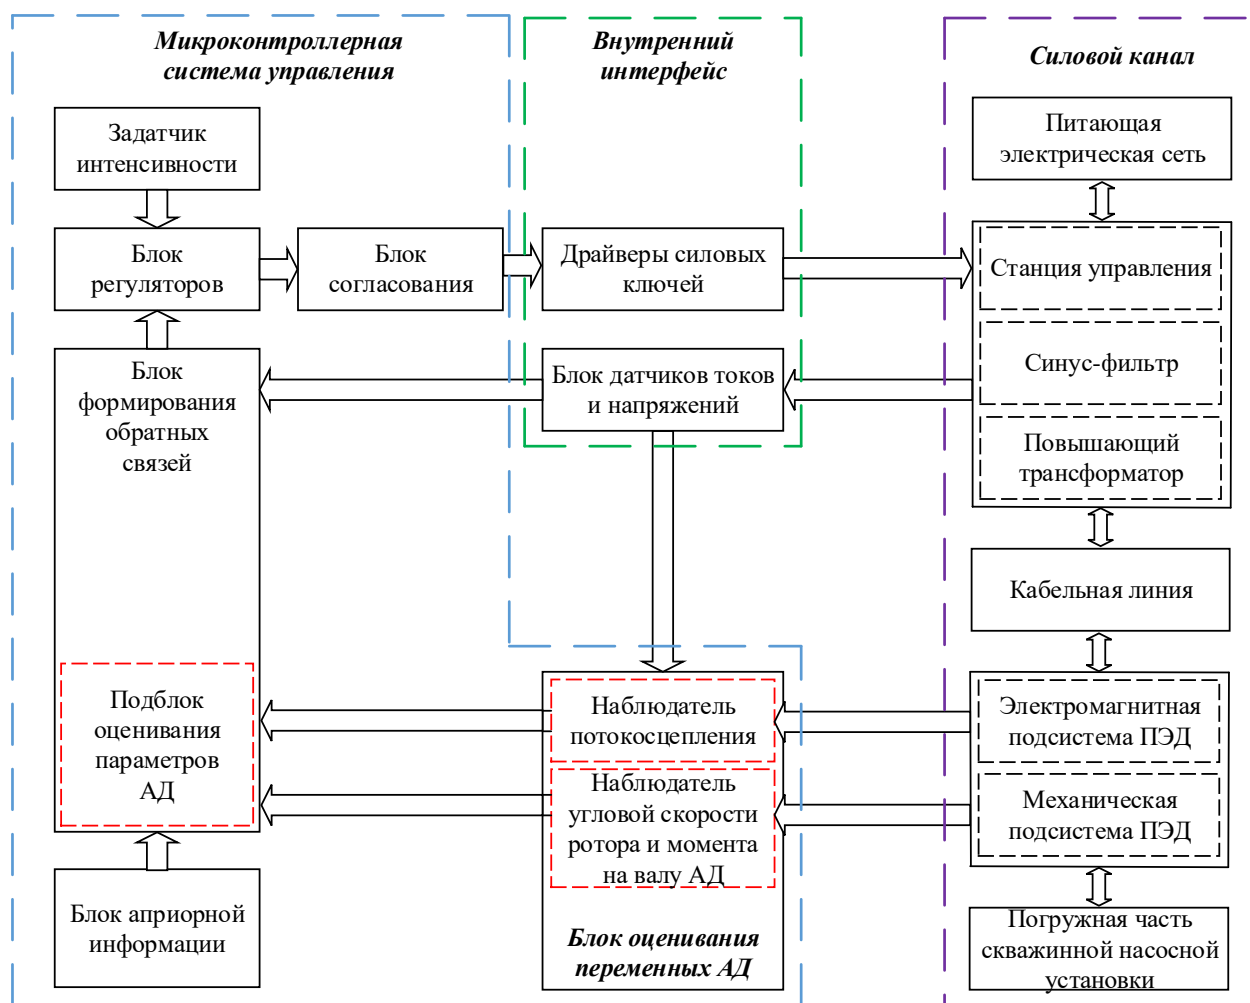 Микроконтроллерная
система управления
Внутренний
интерфейс
Силовой канал
Задатчик
интенсивности
Питающая
электрическая сеть
Блок
регуляторов
Блок
согласования
Драйверы силовых
ключей
Станция управления
Блок
формирования
обратных
связей
Блок датчиков токов
и напряжений
Синус-фильтр
Повышающий
трансформатор
Кабельная линия
Подблок
оценивания
параметров
АД
Наблюдатель
потокосцепления
Электромагнитная
подсистема ПЭД
Наблюдатель
угловой скорости
ротора и момента
на валу АД
Механическая
подсистема ПЭД
Блок априорной
информации
Блок оценивания
переменных АД
Погружная часть
скважинной насосной
установки